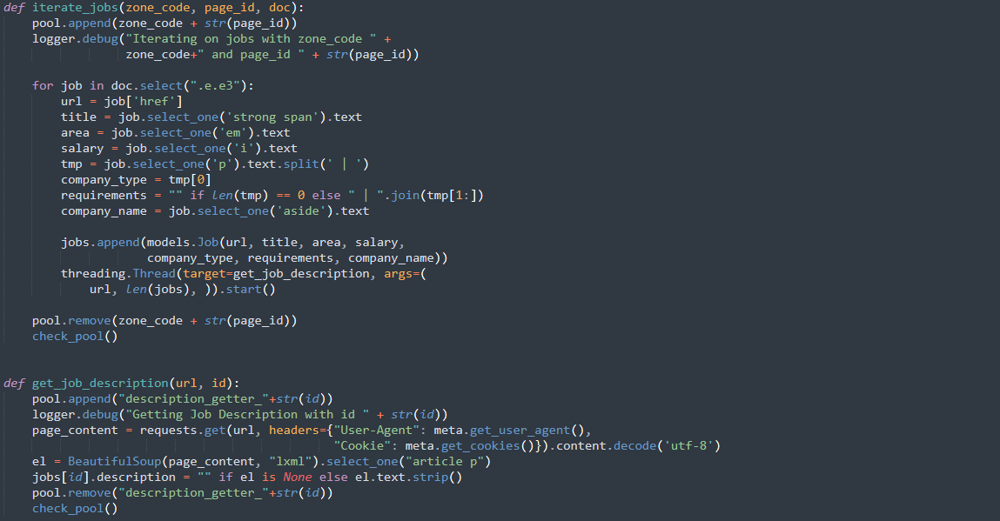 def iterate_jobs(zone_code, page_id, doc):
    pool.append(zone_code + str(page_id))
    logger.debug("Iterating on jobs with zone_code " +
                 zone_code+" and page_id " + str(page_id))

    for job in doc.select(".e.e3"):
        url = job['href']
        title = job.select_one('strong span').text
        area = job.select_one('em').text
        salary = job.select_one('i').text
        tmp = job.select_one('p').text.split(' | ')
        company_type = tmp[0]
        requirements = "" if len(tmp) == 0 else " | ".join(tmp[1:])
        company_name = job.select_one('aside').text

        jobs.append(models.Job(url, title, area, salary,
                    company_type, requirements, company_name))
        threading.Thread(target=get_job_description, args=(
            url, len(jobs), )).start()

    pool.remove(zone_code + str(page_id))
    check_pool()


def get_job_description(url, id):
    pool.append("description_getter_"+str(id))
    logger.debug("Getting Job Description with id " + str(id))
    page_content = requests.get(url, headers={"User-Agent": meta.get_user_agent(),
                                              "Cookie": meta.get_cookies()}).content.decode('utf-8')
    el = BeautifulSoup(page_content, "lxml").select_one("article p")
    jobs[id].description = "" if el is None else el.text.strip()
    pool.remove("description_getter_"+str(id))
    check_pool()